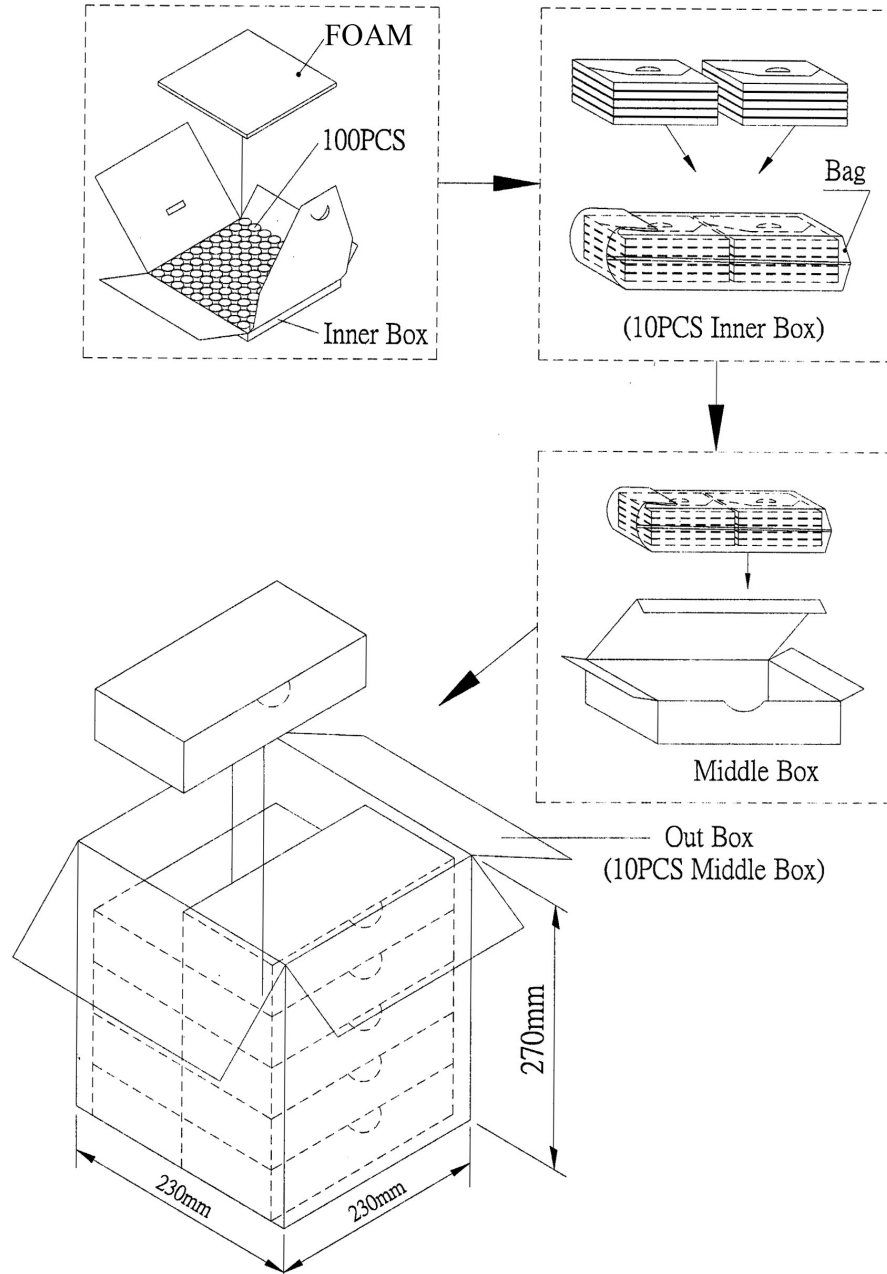 FOAM
100PCS
Inner Box
Bag
(10PCS Inner Box)
Middle Box
Out Box
(10PCS Middle Box)
270mm
230mm
230mm